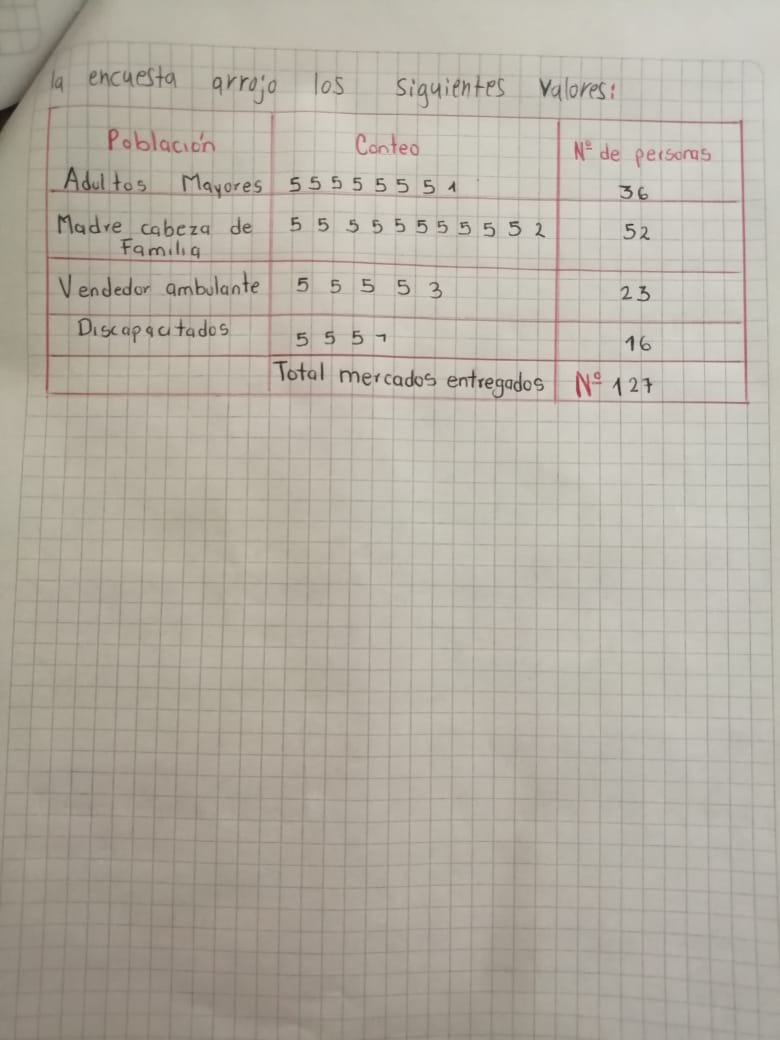 la encuesta arrojo los siguientes valores:
Población Conteo Nº de personas
Adultos Mayores 5 5 5 5 5 5 5 1 36
Madre cabeza de 5 5 5 5 5 5 5 5 5 5 2 52
Familia
Vendedor ambulante 5 5 5 5 3 23
Discapacitados 5 5 5 1 16
Total mercados entregados Nº 127